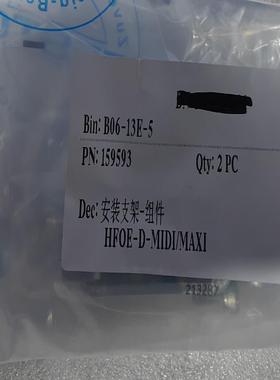 Bin: B06-13E-5
PN: 159593
Qty: 2 PC
Dec: 安装支架-组件
HFOE-D-MIDI/MAXI
213287